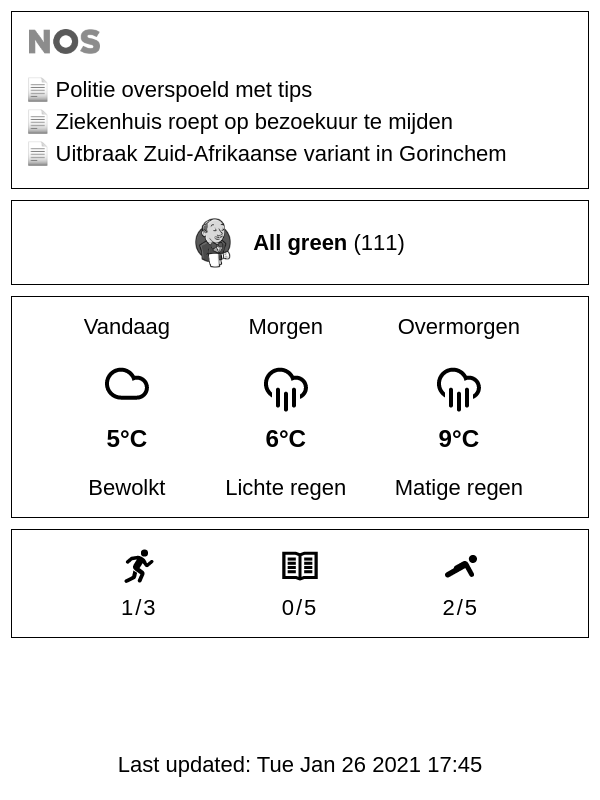 NOS
Politie overspoeld met tips
Ziekenhuis roept op bezoekuur te mijden
Uitbraak Zuid-Afrikaanse variant in Gorinchem
All green (111)
Vandaag Morgen Overmorgen
5°C 6°C 9°C
Bewolkt Lichte regen Matige regen
1/3 0/5 2/5
Last updated: Tue Jan 26 2021 17:45